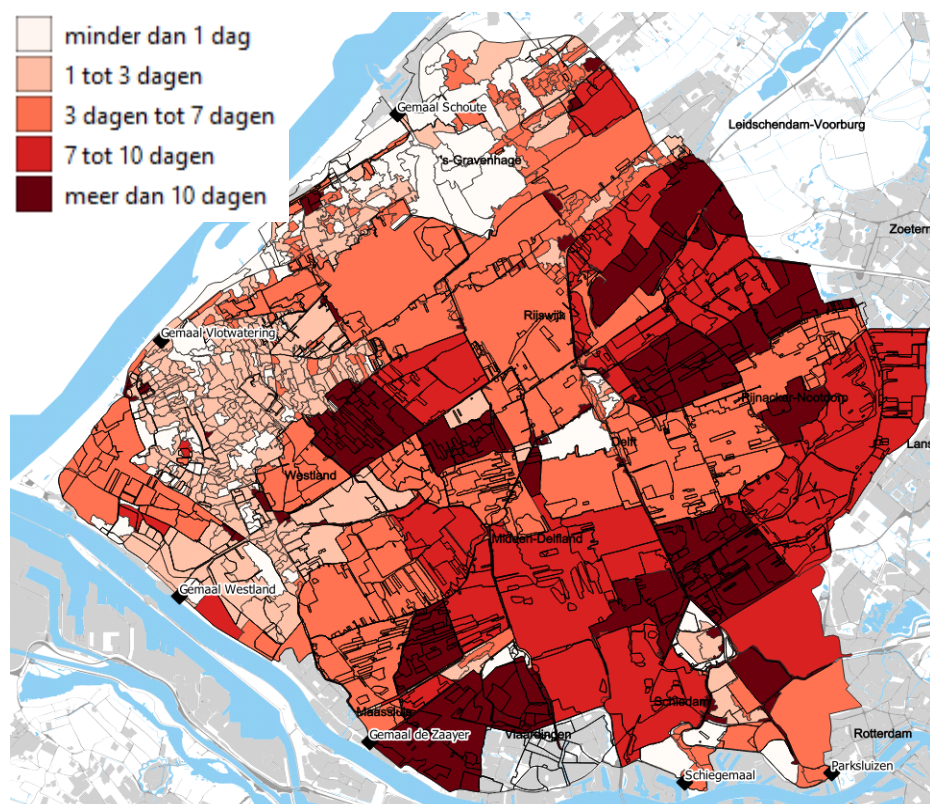 minder dan 1 dag
1 tot 3 dagen
3 dagen tot 7 dagen
7 tot 10 dagen
meer dan 10 dagen
Gemaal Schoute
Leidschendam-Voorburg
's-Gravenhage
Zoeterm
Rijswijk
Gemaal Vlotwatering
Pijnacker-Nootdorp
Delft
Lans
Westland
Midden-Delfland
Gemaal Westland
Schiedam
Maassluis
Gemaal de Zaayer
Vlaardingen
Rotterdam
Parksluizen
Schiegemaal